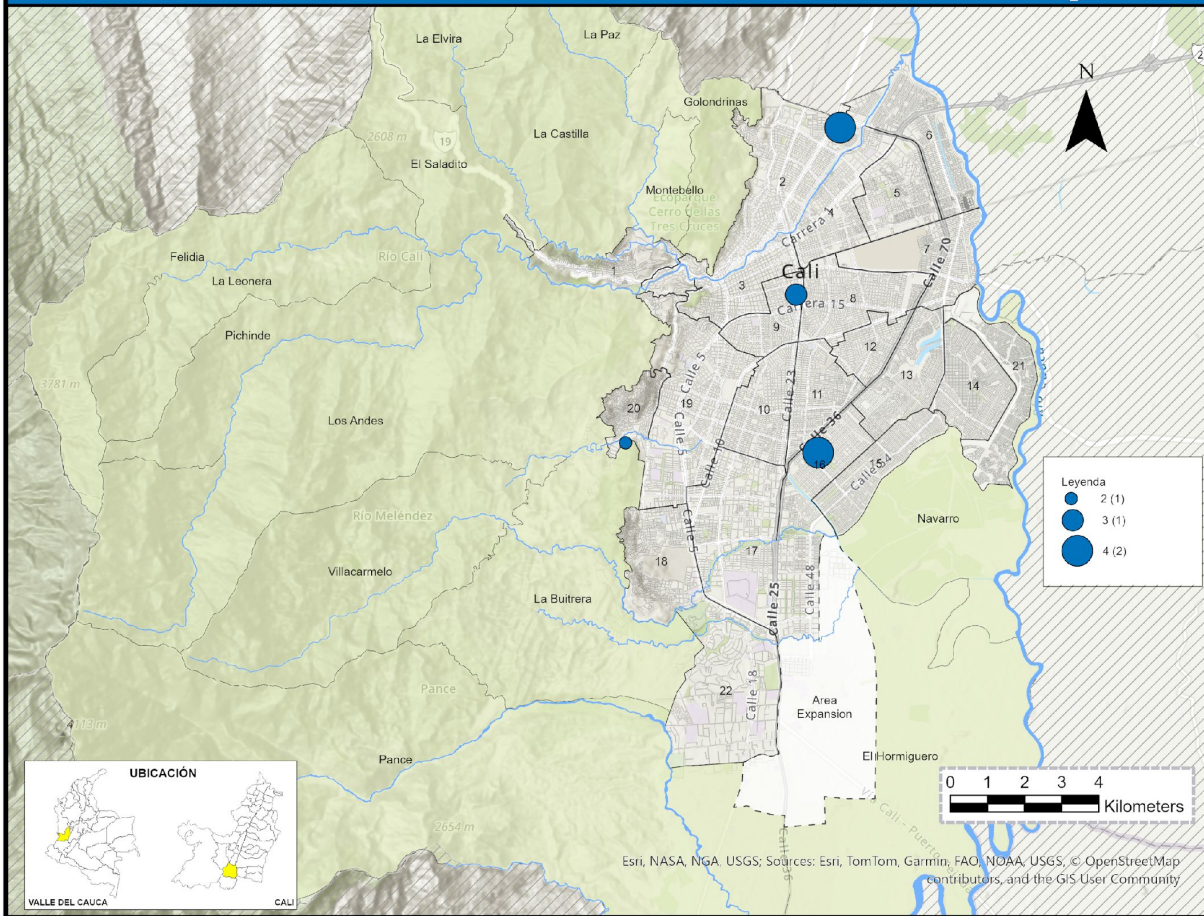 La Elvira
La Paz
Golondrinas
N
2608 m
19
La Castilla
El Saladito
6
2
5
Montebello
Ecoparque
Cerro de las
Tres Cruces
4
Carrera 1
Felidia
Río Cali
7
Calle 70
La Leonera
1
Cali
3
8
Carrera 15
9
Pichinde
12
3781 m
Calle 5
13
14
21
20
19
10
Calle 23
11
Los Andes
Calle 5
Calle 10
Calle 36
16
15
Calle 84
Leyenda
2 (1)
3 (1)
4 (2)
Navarro
Río Meléndez
18
Calle 5
17
Villacarmelo
La Buitrera
Calle 25
Calle 48
22
Calle 18
Pance
Area
Expansion
Pance
El Hormiguero
2654 m
UBICACIÓN
VALLE DEL CAUCA
CALI
0 1 2 3 4
Kilometers
Esri, NASA, NGA, USGS; Sources: Esri, TomTom, Garmin, FAO, NOAA, USGS, © OpenStreetMap
contributors, and the GIS User Community